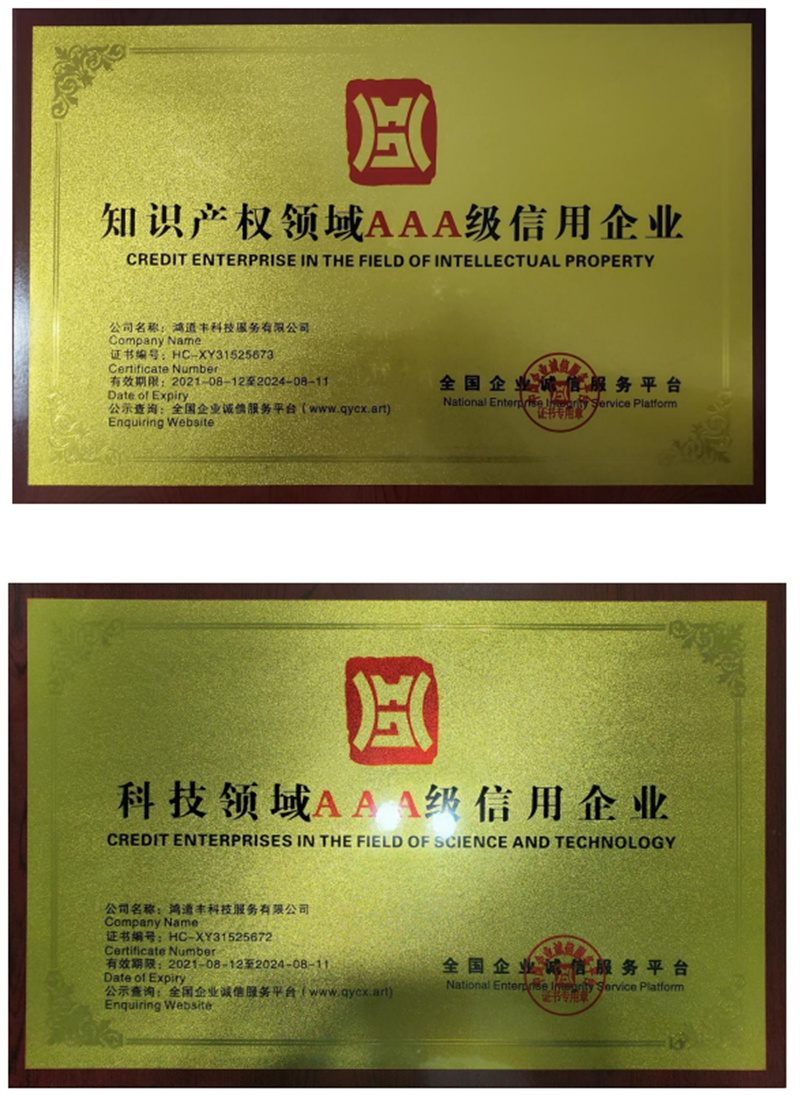 知识产权领域AAA级信用企业
CREDIT ENTERPRISE IN THE FIELD OF INTELLECTUAL PROPERTY
公司名称：鸿道丰科技服务有限公司
Company Name
证书编号：HC-XY31525673
Certificate Number
有效期限：2021-08-12至2024-08-11
Date of Expiry
公示查询：全国企业诚信服务平台（www.qycx.art)
Enquiring Website
全国企业诚信服务平台
National Enterprise Integrity Service Platform
证书专用章
科技领域AAA级信用企业
CREDIT ENTERPRISES IN THE FIELD OF SCIENCE AND TECHNOLOGY
公司名称：鸿道丰科技服务有限公司
Company Name
证书编号：HC-XY31525672
Certificate Number
有效期限：2021-08-12至2024-08-11
Date of Expiry
公示查询：全国企业诚信服务平台（www.qycx.art)
Enquiring Website
全国企业诚信服务平台
National Enterprise Integrity Service Platform
证书专用章